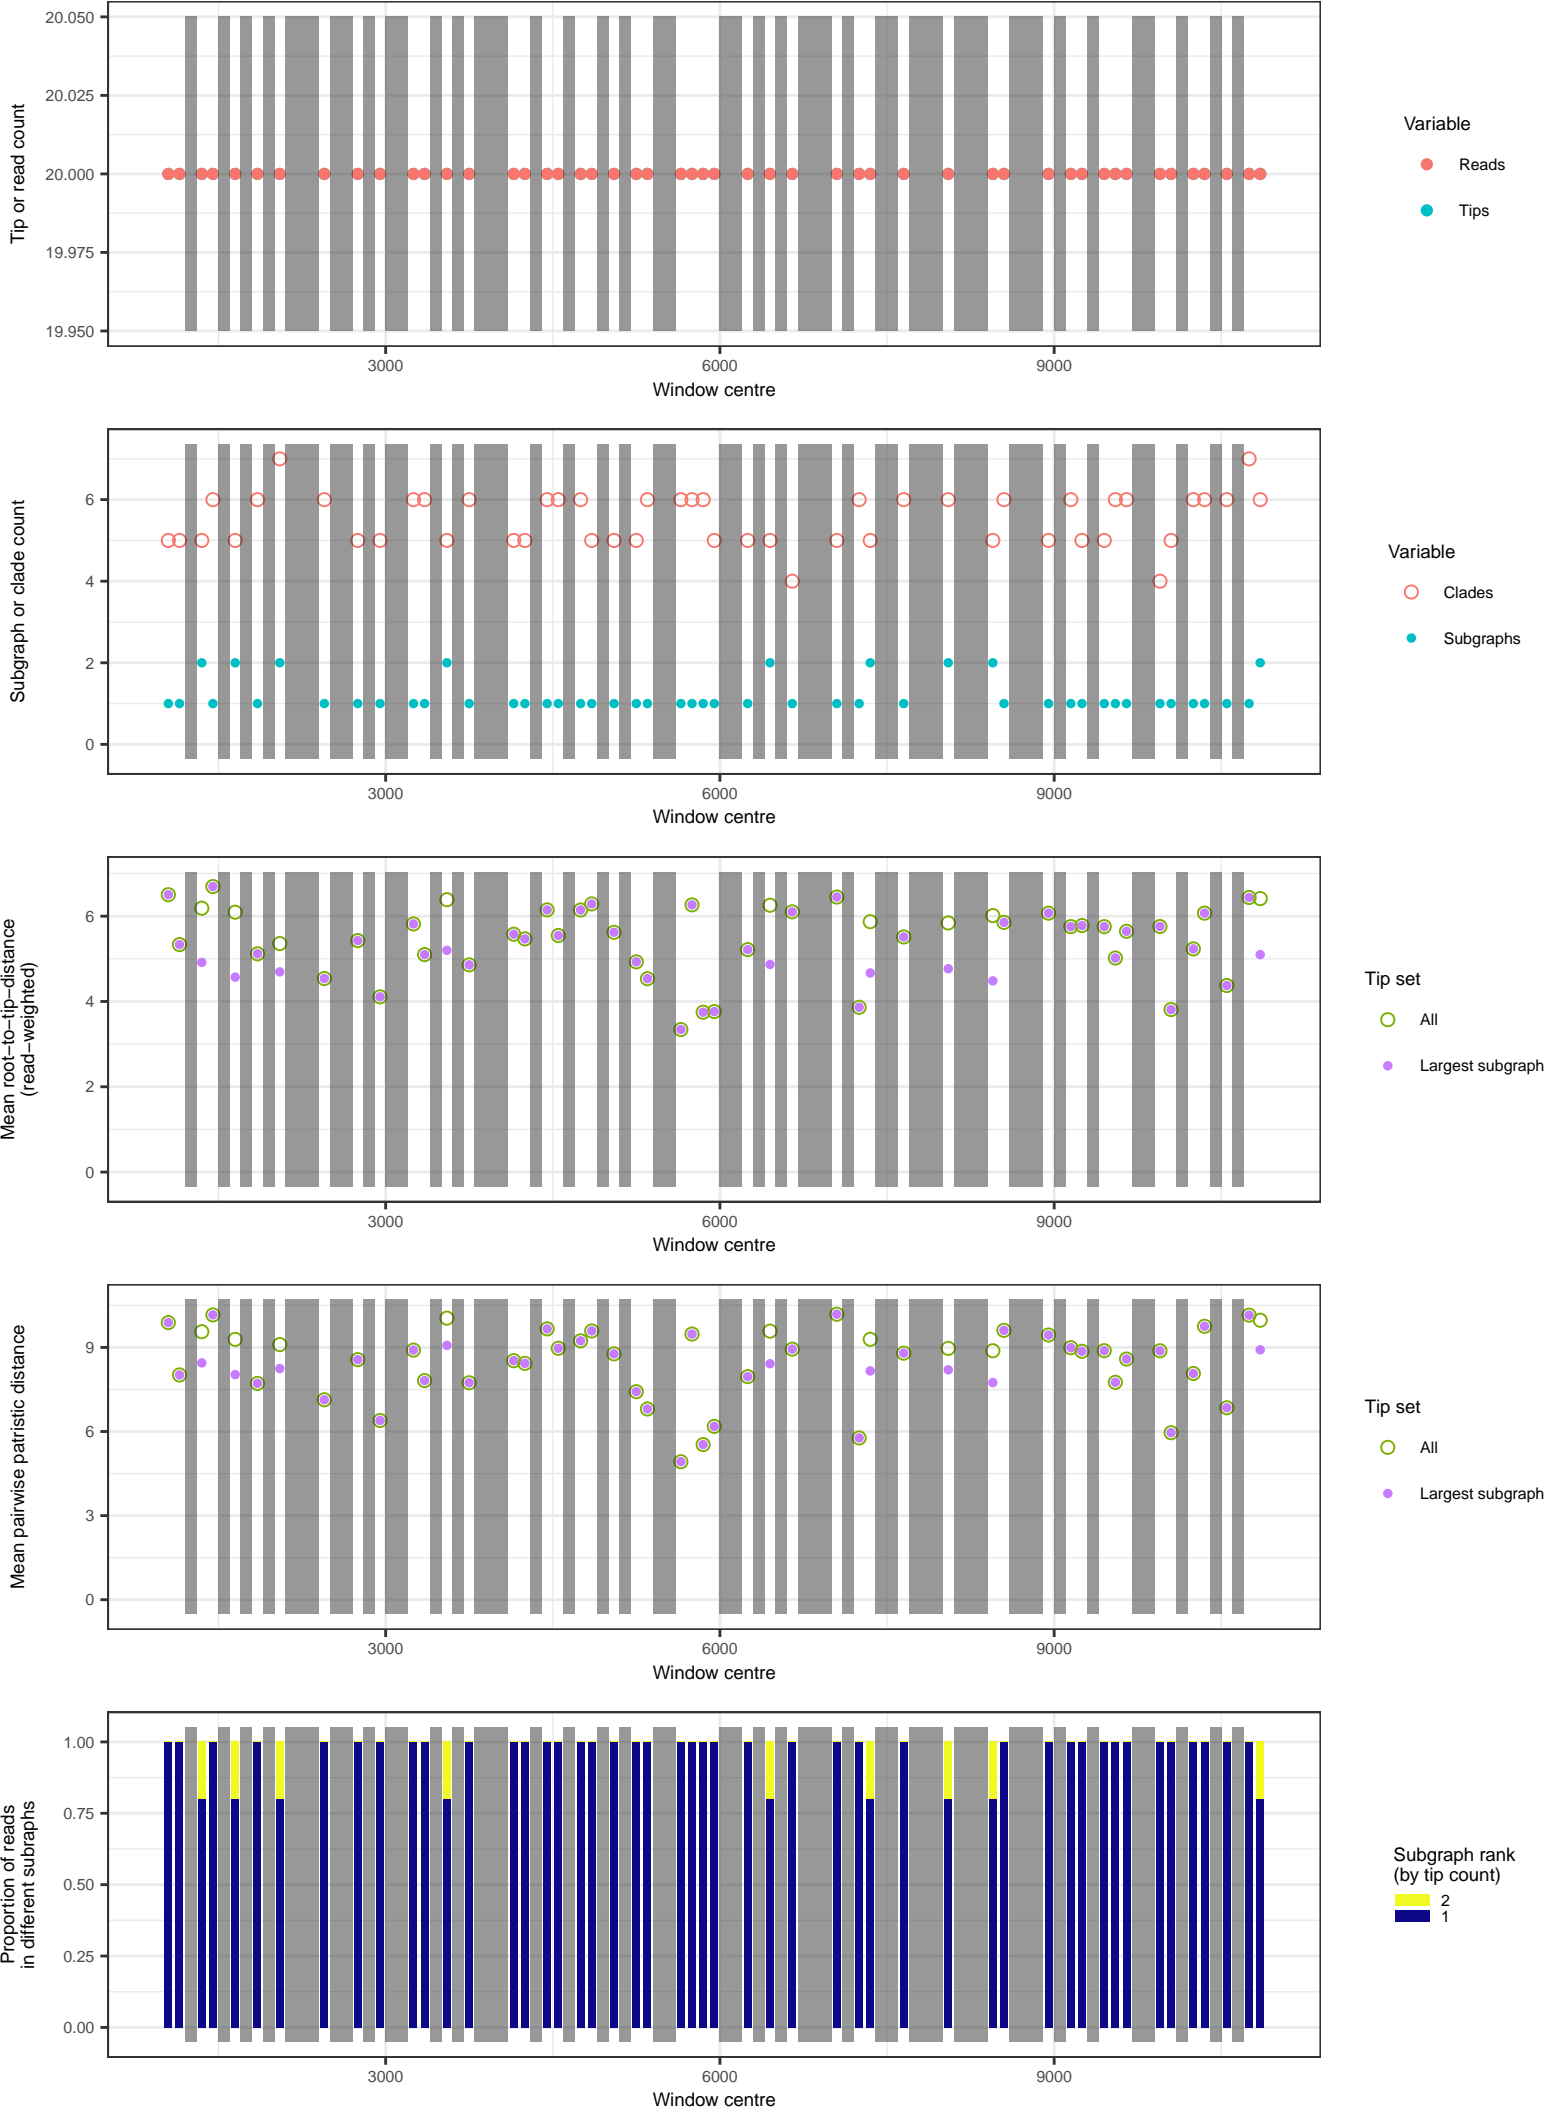 20.050
20.025
20.000
19.975
19.950
Tip or read count
3000
6000
9000
Window centre
Variable
Reads
Tips
6
4
2
0
Subgraph or clade count
3000
6000
9000
Window centre
Variable
Clades
Subgraphs
6
4
2
0
Mean root−to−tip−distance
(read−weighted)
3000
6000
9000
Window centre
Tip set
All
Largest subgraph
9
6
3
0
Mean pairwise patristic distance
3000
6000
9000
Window centre
Tip set
All
Largest subgraph
1.00
0.75
0.50
0.25
0.00
Proportion of reads
in different subraphs
3000
6000
9000
Window centre
Subgraph rank
(by tip count)
2
1